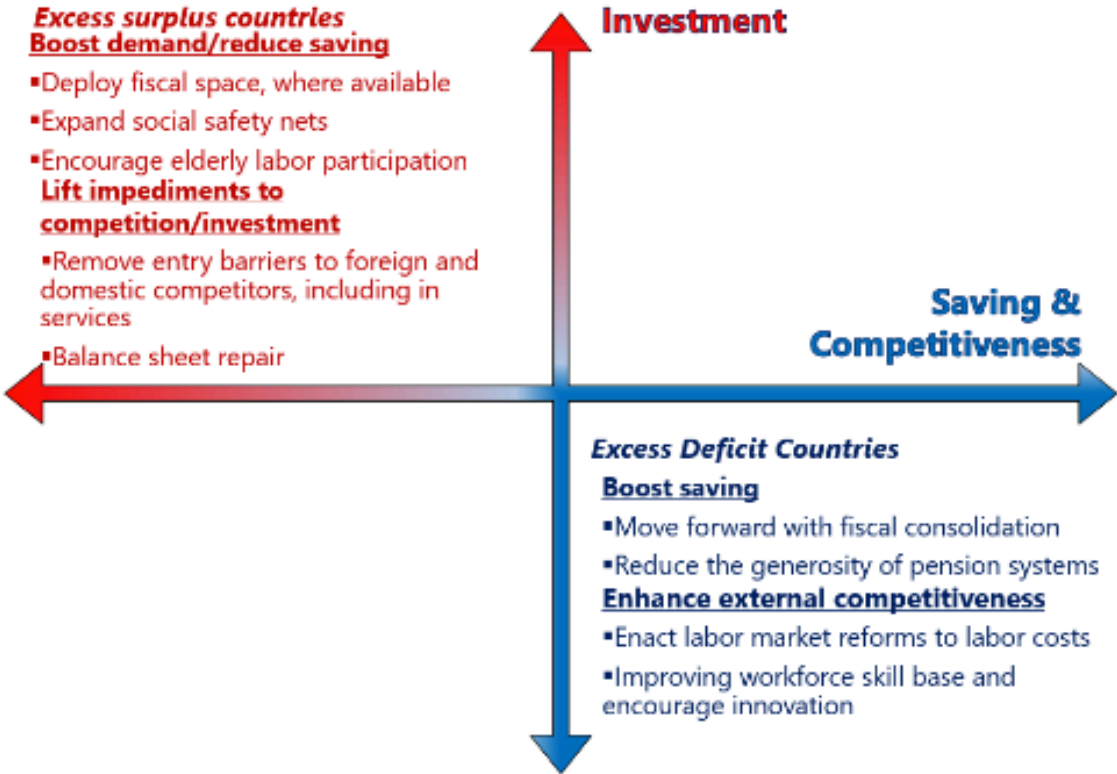 Excess surplus countries
Boost demand/reduce saving
▪Deploy fiscal space, where available
▪Expand social safety nets
▪Encourage elderly labor participation
Lift impediments to
competition/investment
▪Remove entry barriers to foreign and
domestic competitors, including in
services
▪Balance sheet repair
Investment
Saving &
Competitiveness
Excess Deficit Countries
Boost saving
▪Move forward with fiscal consolidation
▪Reduce the generosity of pension systems
Enhance external competitiveness
▪Enact labor market reforms to labor costs
▪Improving workforce skill base and
encourage innovation